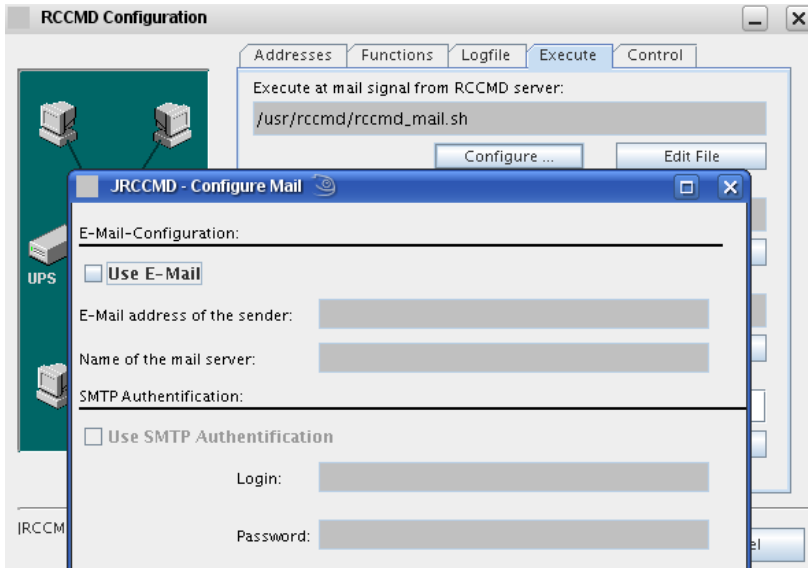 RCCMD Configuration
Addresses Functions Logfile Execute Control
Execute at mail signal from RCCMD server:
/usr/rccmd/rccmd_mail.sh
Configure ... Edit File
JRCCMD - Configure Mail
E-Mail-Configuration:
UPS
Use E-Mail
E-Mail address of the sender:
Name of the mail server:
SMTP Authentification:
Use SMTP Authentification
Login:
Password: